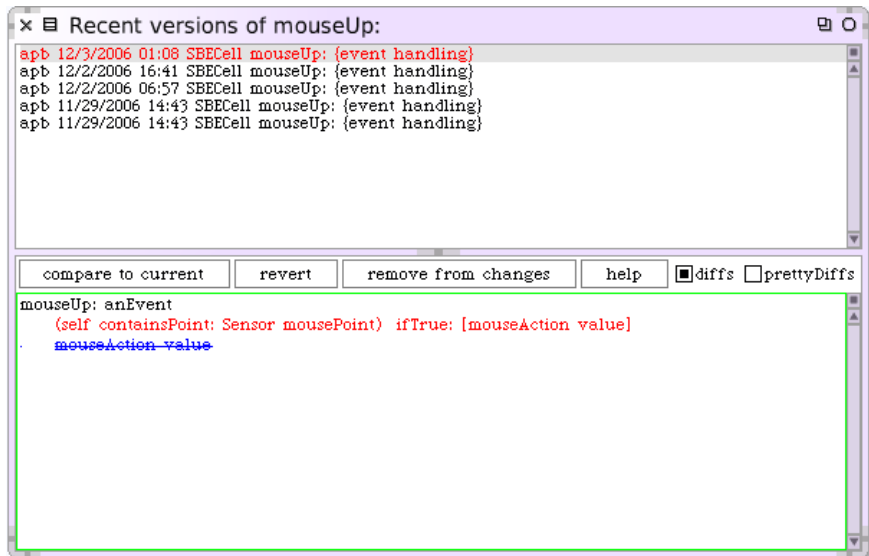 Recent versions of mouseUp:
apb 12/3/2006 01:08 SBECell mouseUp: {event handling}
apb 12/2/2006 16:41 SBECell mouseUp: {event handling}
apb 12/2/2006 06:57 SBECell mouseUp: {event handling}
apb 11/29/2006 14:43 SBECell mouseUp: {event handling}
apb 11/29/2006 14:43 SBECell mouseUp: {event handling}
compare to current revert remove from changes help diffs prettyDiffs
mouseUp: anEvent
(self containsPoint: Sensor mousePoint) ifTrue: [mouseAction value]
mouseAction value